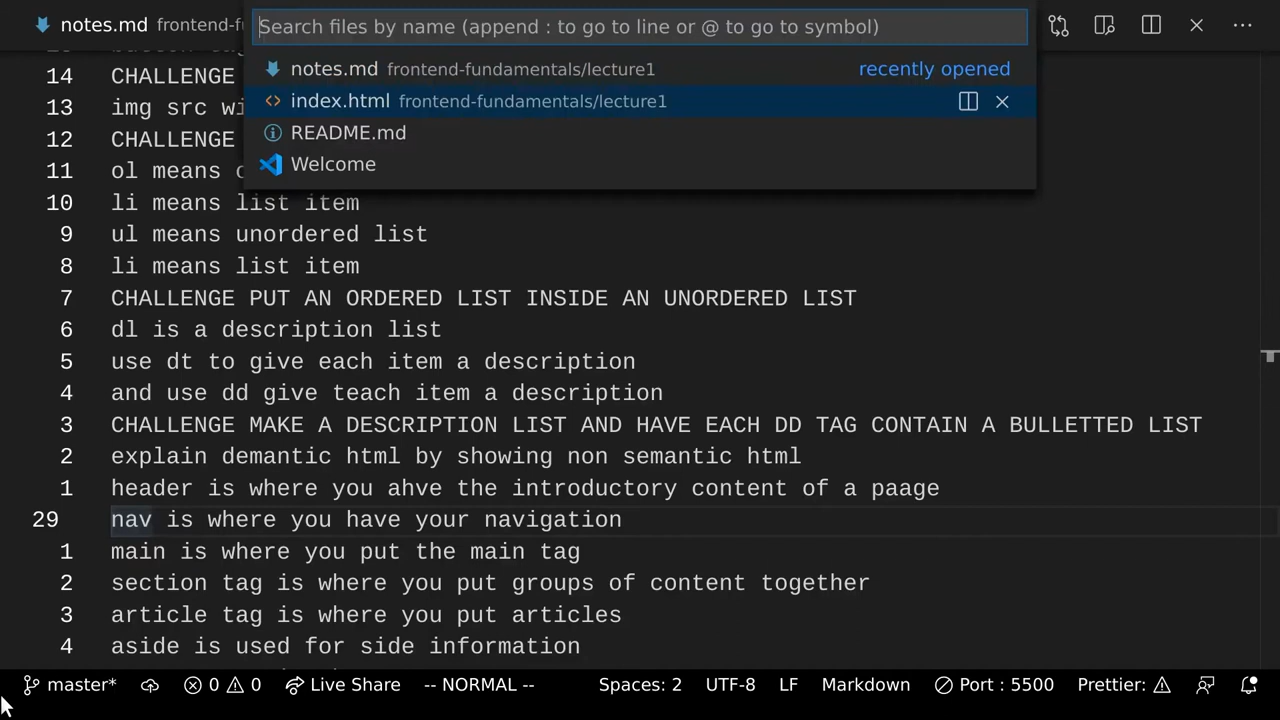 notes.md frontend-f
Search files by name (append : to go to line or @ to go to symbol)
notes.md frontend-fundamentals/lecture1 recently opened
index.html frontend-fundamentals/lecture1
README.md
Welcome
14 CHALLENGE
13 img src wi
12 CHALLENGE
11 ol means
10 li means list item
9 ul means unordered list
8 li means list item
7 CHALLENGE PUT AN ORDERED LIST INSIDE AN UNORDERED LIST
6 dl is a description list
5 use dt to give each item a description
4 and use dd give teach item a description
3 CHALLENGE MAKE A DESCRIPTION LIST AND HAVE EACH DD TAG CONTAIN A BULLETTED LIST
2 explain demantic html by showing non semantic html
1 header is where you ahve the introductory content of a paage
29 nav is where you have your navigation
1 main is where you put the main tag
2 section tag is where you put groups of content together
3 article tag is where you put articles
4 aside is used for side information
master* 0 0 Live Share -- NORMAL -- Spaces: 2 UTF-8 LF Markdown Port : 5500 Prettier: